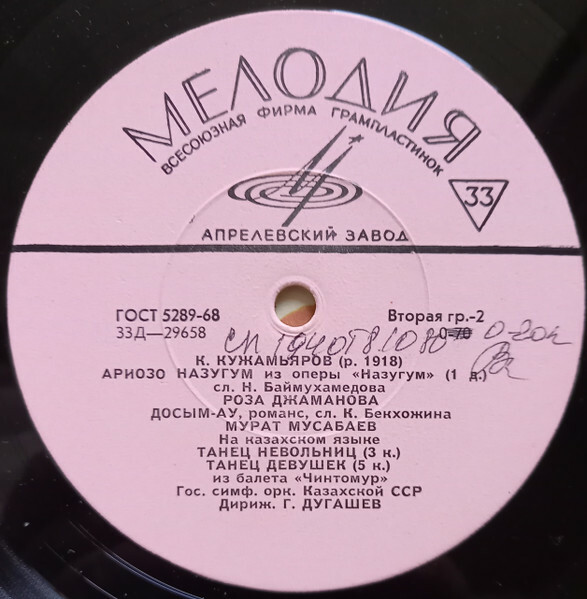 МЕЛОДИЯ
ВСЕСОЮЗНАЯ ФИРМА ГРАМПЛАСТИНОК
33
АПРЕЛЕВСКИЙ ЗАВОД
ГОСТ 5289-68 Вторая гр.-2
33Д—29658 0-70
К. КУЖАМЬЯРОВ (р. 1918)
АРИОЗО НАЗУГУМ из оперы «Назугум» (1 д.)
сл. Н. Баймухамедова
РОЗА ДЖАМАНОВА
ДОСЫМ-АУ, романс, сл. К. Бекхожина
МУРАТ МУСАБАЕВ
На казахском языке
ТАНЕЦ НЕВОЛЬНИЦ (3 к.)
ТАНЕЦ ДЕВУШЕК (5 к.)
из балета «Чинтомур»
Гос. симф. орк. Казахской ССР
Дириж. Г. ДУГАШЕВ